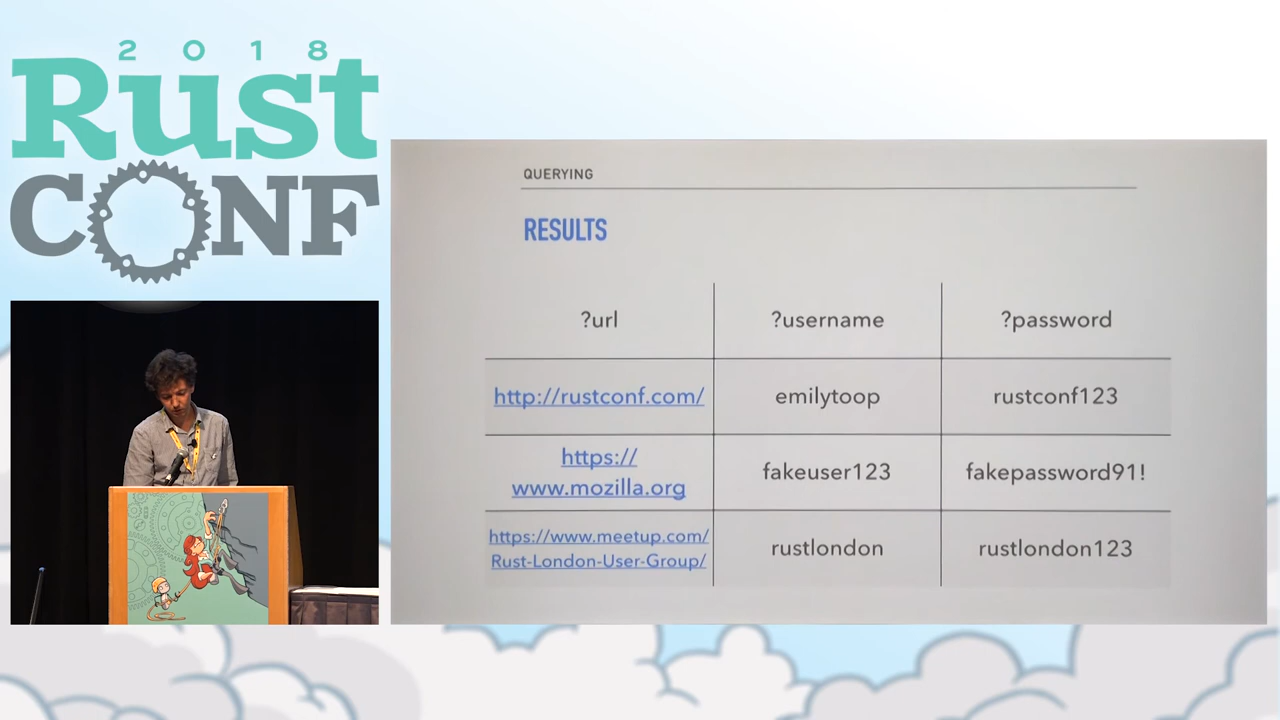 2018
Rust
CONF
QUERYING
RESULTS
?url ?username ?password
http://rustconf.com/ emilytoop rustconf123
https://
www.mozilla.org fakeuser123 fakepassword91!
https://www.meetup.com/
Rust-London-User-Group/ rustlondon rustlondon123